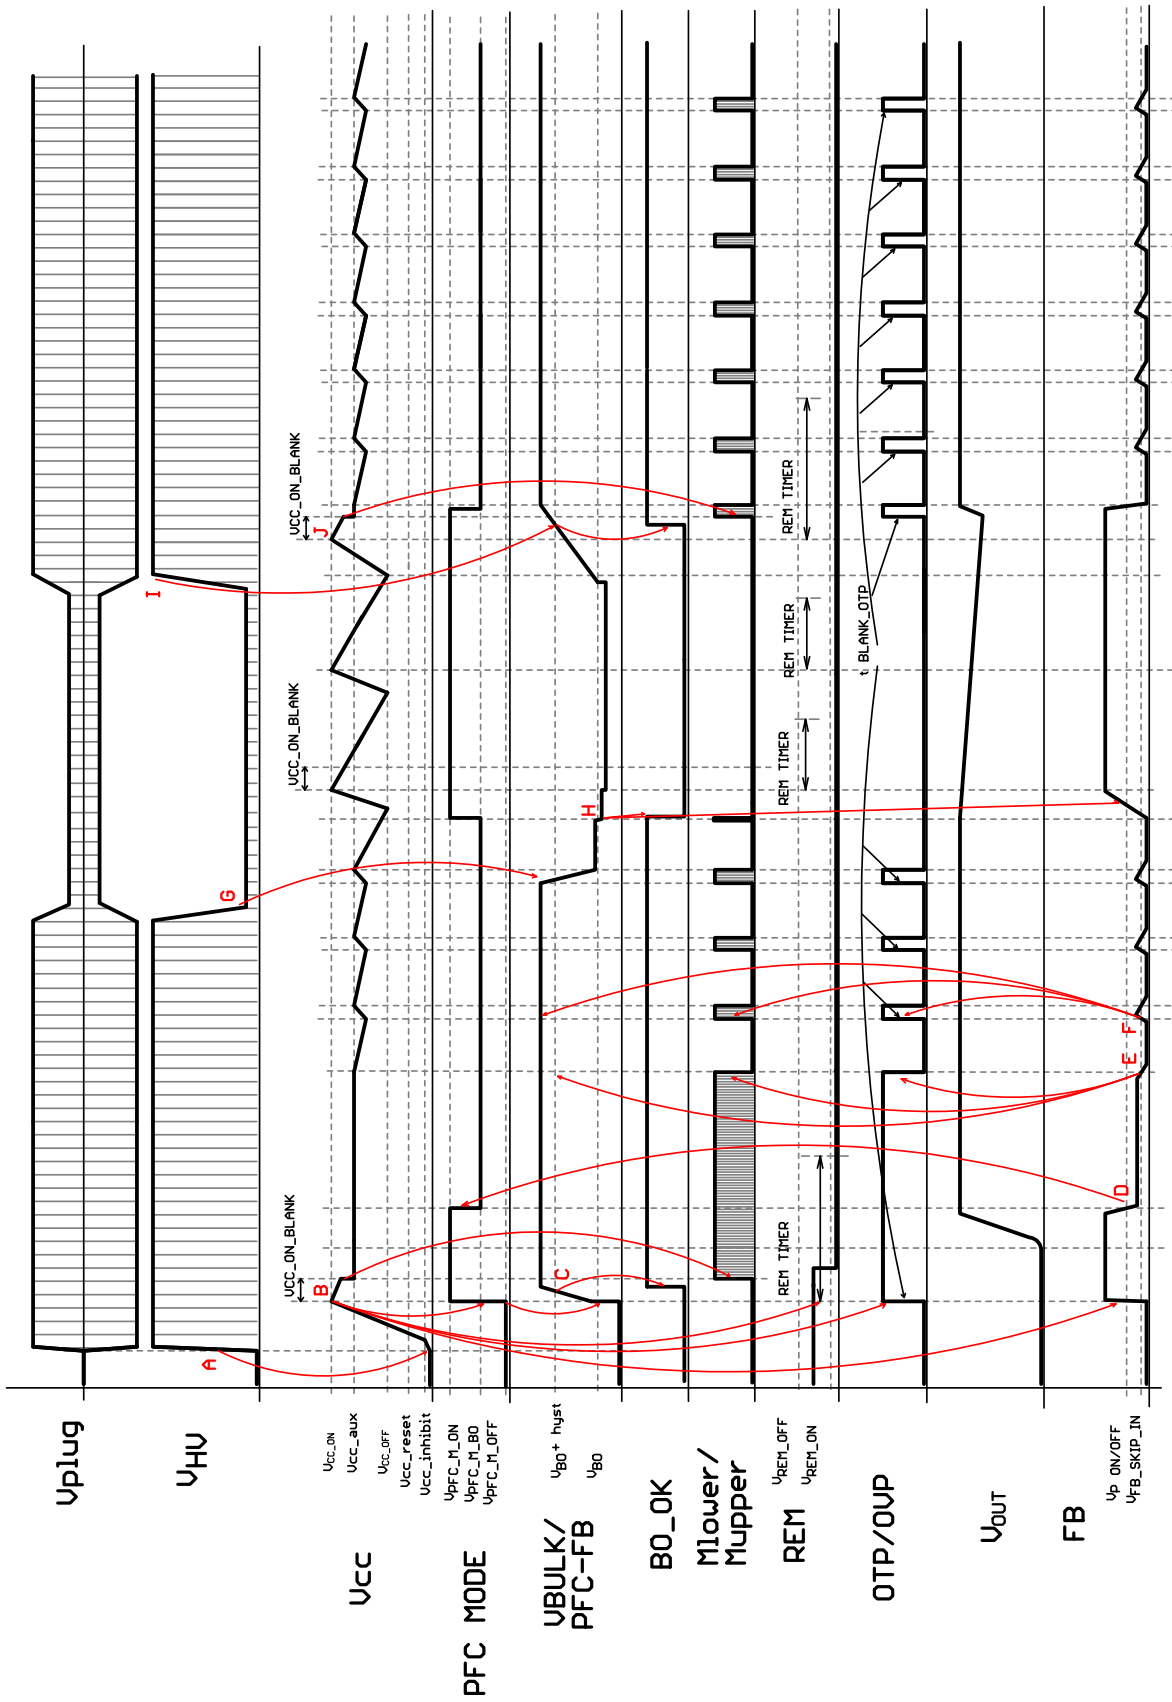 Vplug
VHV
VCC_ON
Vcc_aux
VCC_OFF
Vcc_reset
Vcc_inhibit
Vcc
VPFC_M_ON
VPFC_M_BO
VPFC_M_OFF
PFC MODE
VBO+ hyst
VBO
VBULK/
PFC-FB
BO_OK
Mlower/
Mupper
VREM_OFF
VREM_ON
REM
OTP/OVP
VOUT
VP ON/OFF
VFB_SKIP_IN
FB
A
B
C
D
E
F
G
H
I
J
VCC_ON_BLANK
VCC_ON_BLANK
VCC_ON_BLANK
REM TIMER
REM TIMER
REM TIMER
REM TIMER
t BLANK_OTP